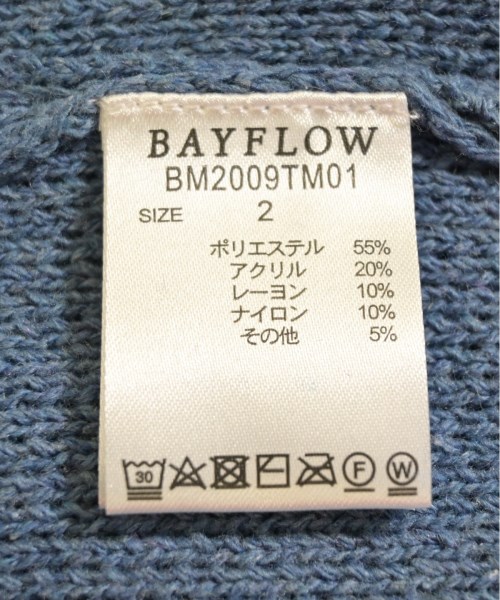 BAYFLOW
BM2009TM01
SIZE 2
ポリエステル 55%
アクリル 20%
レーヨン 10%
ナイロン 10%
その他 5%
30 F W